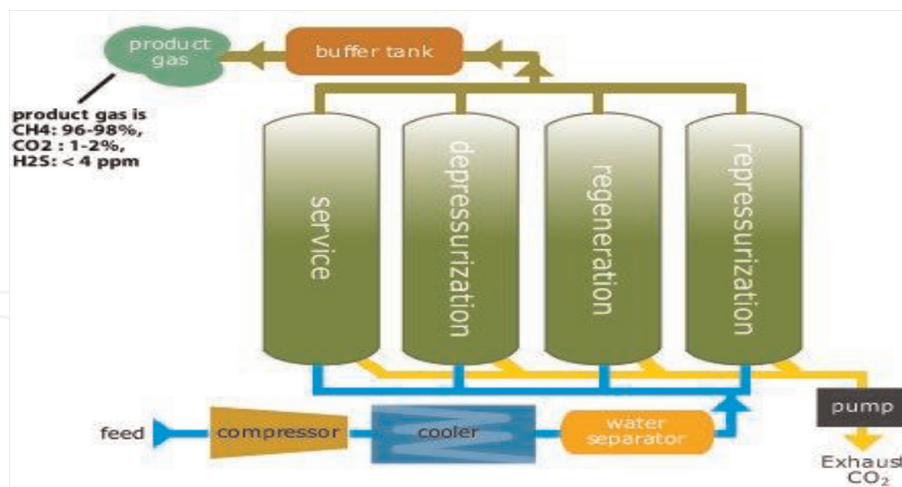 product
gas
buffer tank
product gas is
CH4: 96-98%,
CO2 : 1-2%,
H2S: < 4 ppm
service
depressurization
regeneration
repressurization
feed
compressor
cooler
water
separator
pump
Exhaust
CO₂